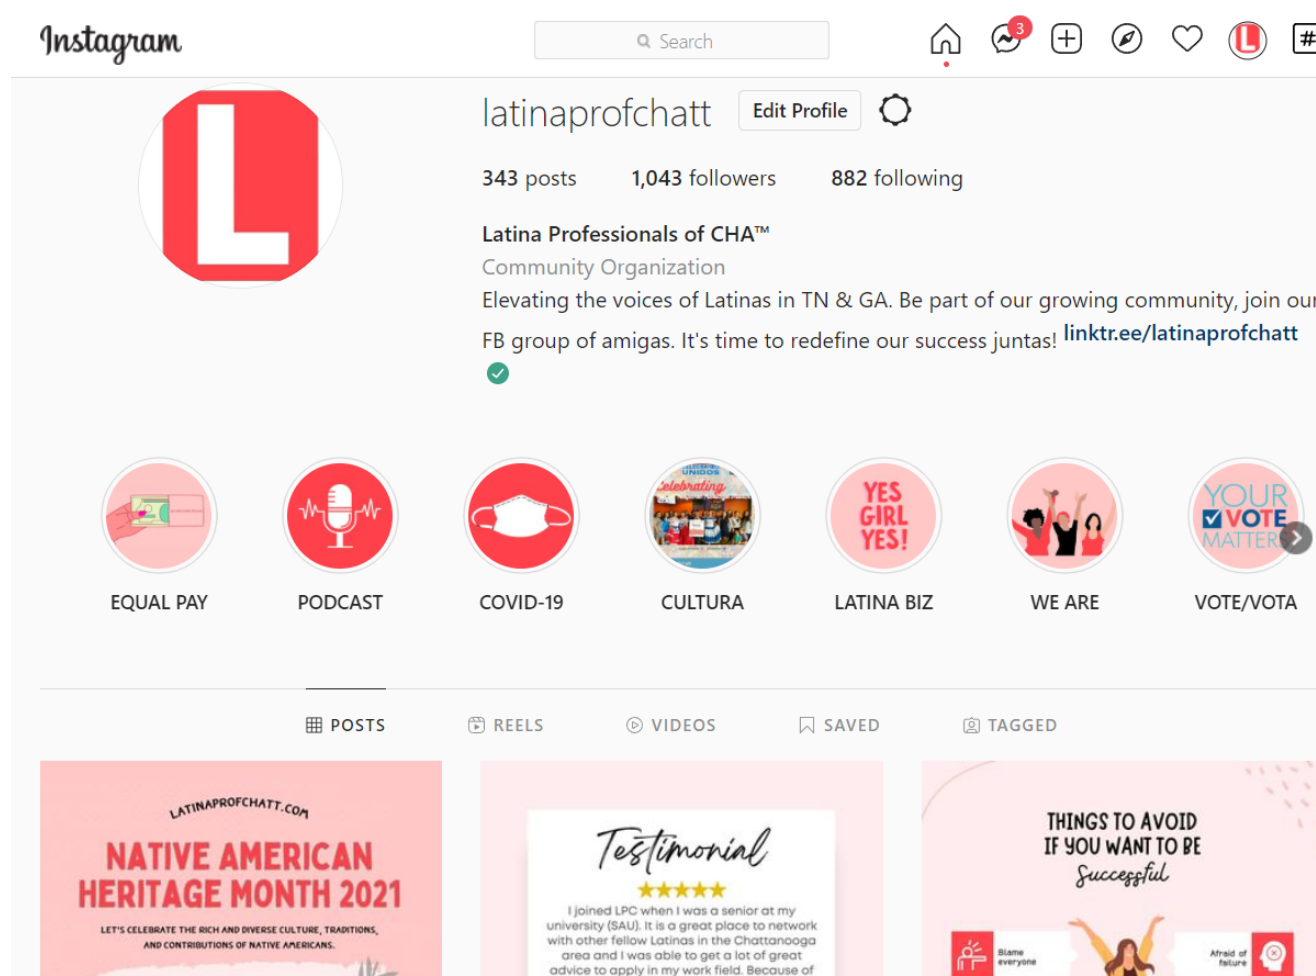 Instagram
Search
3
#
L
latinaprofchatt
Edit Profile
343 posts
1,043 followers
882 following
Latina Professionals of CHA™
Community Organization
Elevating the voices of Latinas in TN & GA. Be part of our growing community, join our
FB group of amigas. It's time to redefine our success juntas! linktr.ee/latinaprofchatt
UNIDOS
Celebrating
YES
GIRL
YES!
YOUR
VOTE
MATTERS
EQUAL PAY
PODCAST
COVID-19
CULTURA
LATINA BIZ
WE ARE
VOTE/VOTA
POSTS
REELS
VIDEOS
SAVED
TAGGED
LATINAPROFCHATT.COM
NATIVE AMERICAN
HERITAGE MONTH 2021
LET'S CELEBRATE THE RICH AND DIVERSE CULTURE, TRADITIONS,
AND CONTRIBUTIONS OF NATIVE AMERICANS.
Testimonial
I joined LPC when I was a senior at my
university (SAU). It is a great place to network
with other fellow Latinas in the Chattanooga
area and I was able to get a lot of great
advice to apply in my work field. Because of
THINGS TO AVOID
IF YOU WANT TO BE
Successful
Blame
everyone
Afraid of
failure